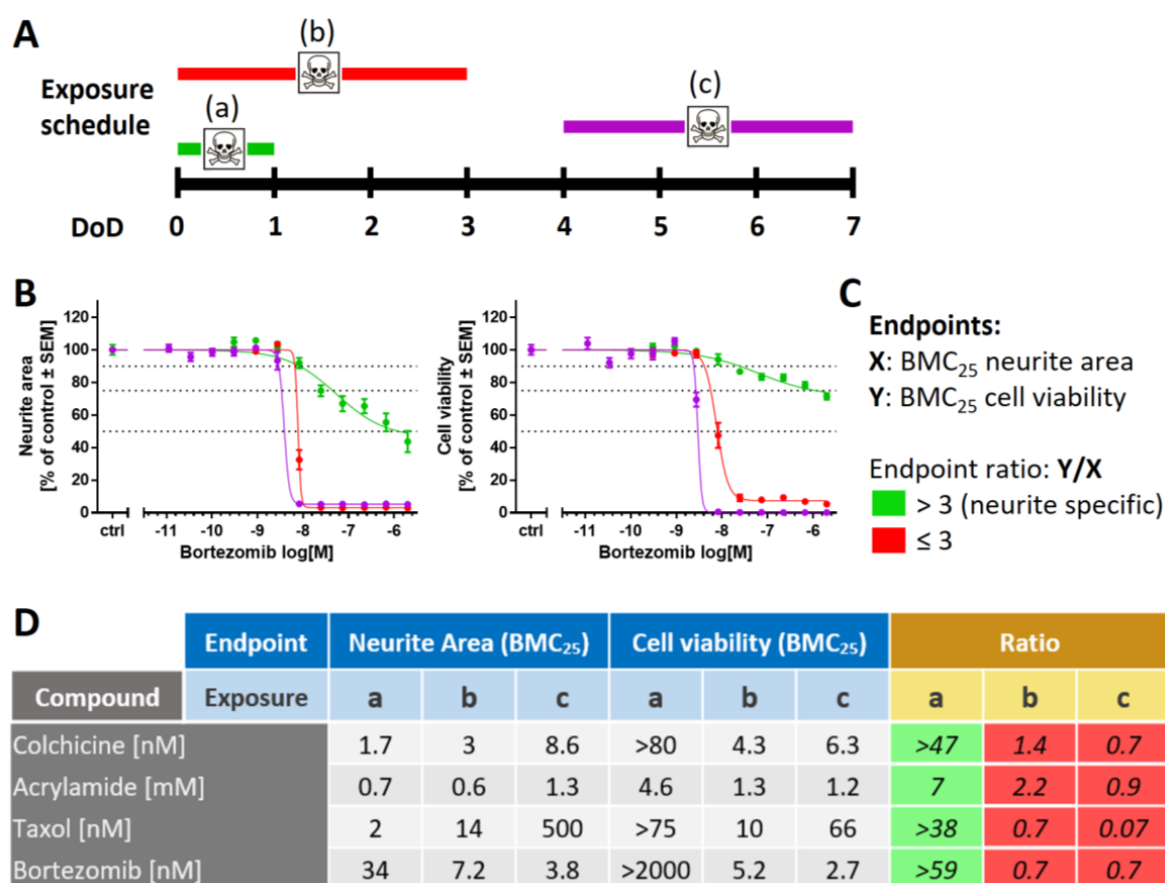 A
Exposure
schedule
(b)
(a)
(c)
DoD
0 1 2 3 4 5 6 7
B
Neurite area
[% of control ± SEM]
120
100
80
60
40
20
0
ctrl -11 -10 -9 -8 -7 -6
Bortezomib log[M]
Cell viability
[% of control ± SEM]
120
100
80
60
40
20
0
ctrl -11 -10 -9 -8 -7 -6
Bortezomib log[M]
C
Endpoints:
X: BMC25 neurite area
Y: BMC25 cell viability
Endpoint ratio: Y/X
> 3 (neurite specific)
≤ 3
D
Endpoint Neurite Area (BMC25) Cell viability (BMC25) Ratio
Compound Exposure a b c a b c a b c
Colchicine [nM] 1.7 3 8.6 >80 4.3 6.3 >47 1.4 0.7
Acrylamide [mM] 0.7 0.6 1.3 4.6 1.3 1.2 7 2.2 0.9
Taxol [nM] 2 14 500 >75 10 66 >38 0.7 0.07
Bortezomib [nM] 34 7.2 3.8 >2000 5.2 2.7 >59 0.7 0.7